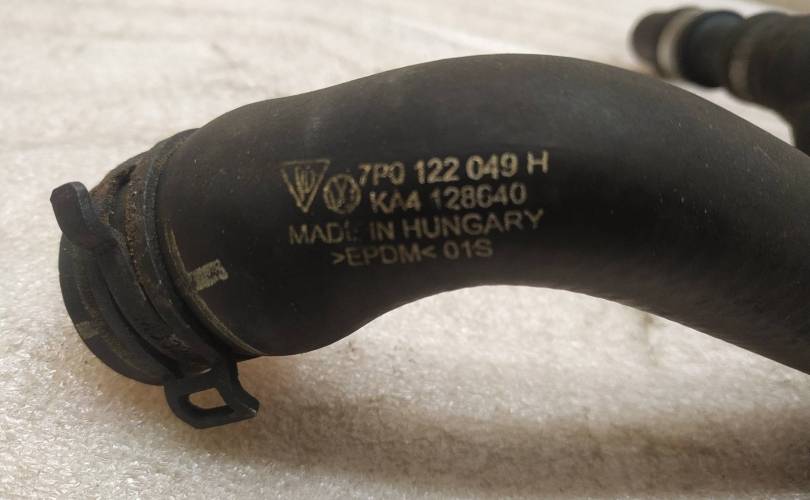 7P0 122 049 H
KA4 128640
MADE IN HUNGARY
>EPDM< 01S